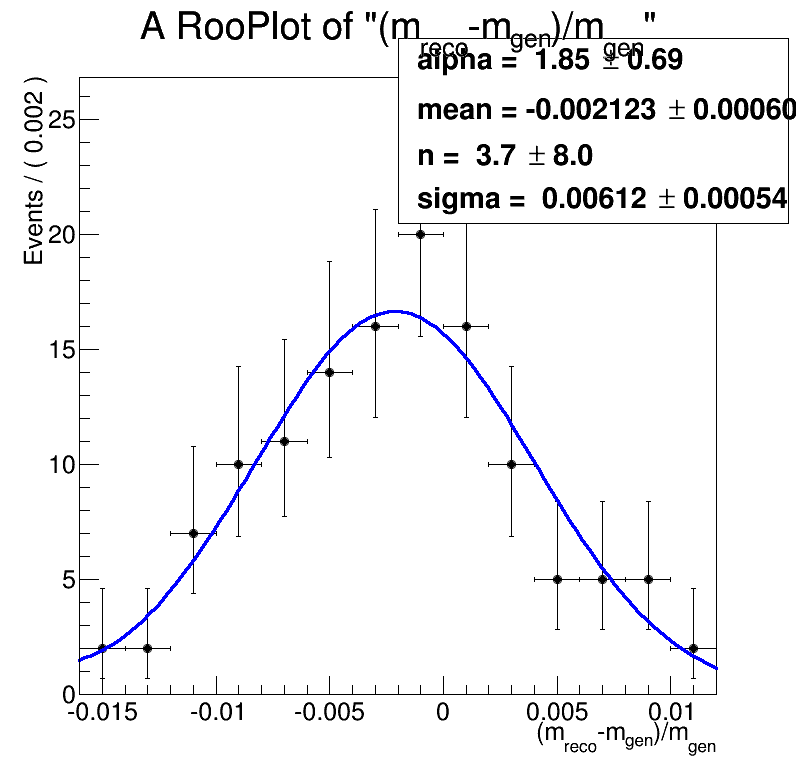 A RooPlot of "(m_reco-m_gen)/m_gen"
alpha = 1.85 ± 0.69
mean = -0.002123 ± 0.00060
n = 3.7 ± 8.0
sigma = 0.00612 ± 0.00054
Events / ( 0.002 )
25
20
15
10
5
0
-0.015 -0.01 -0.005 0 0.005 0.01
(m_reco-m_gen)/m_gen